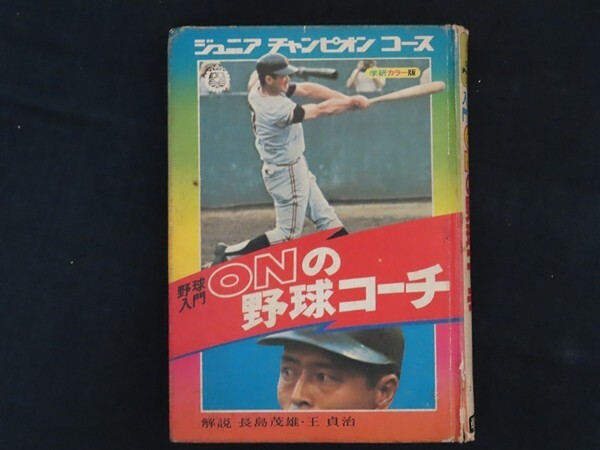 ジュニア チャンピオン コース
学研カラー版
野球
入門
ONの
野球コーチ
解説 長島茂雄・王 貞治